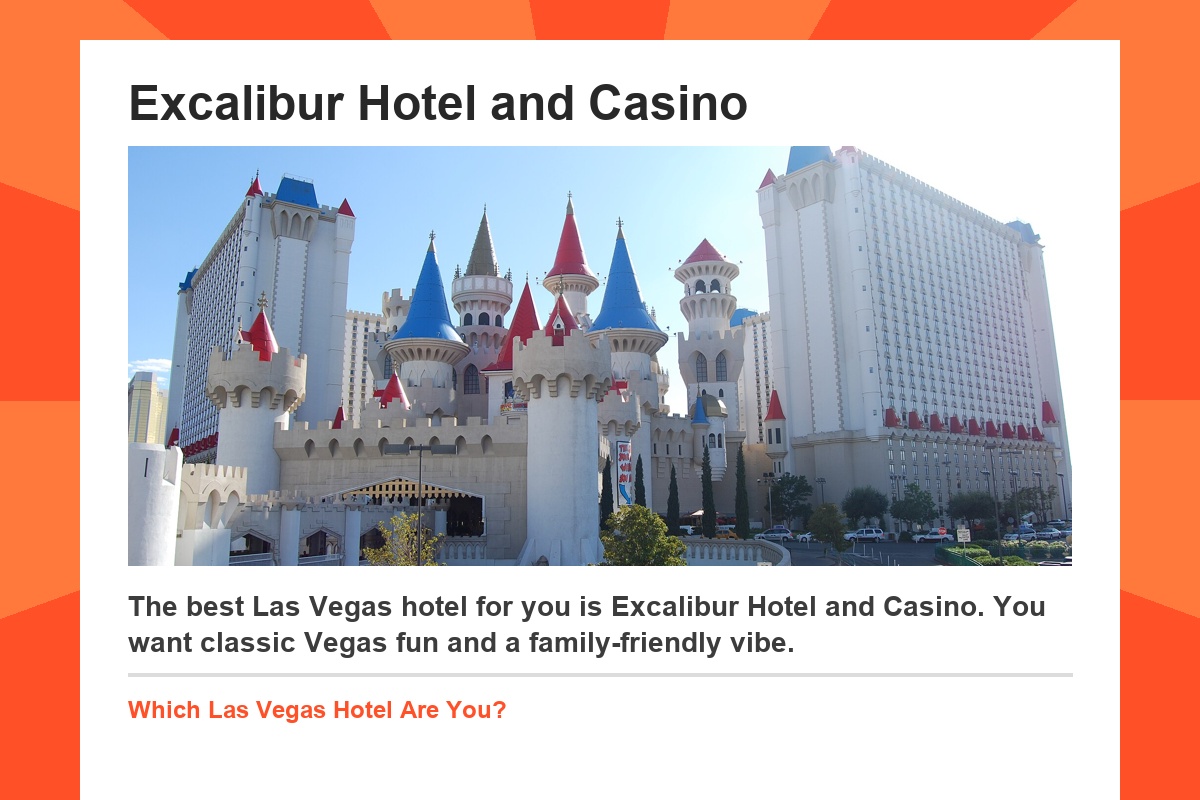 Excalibur Hotel and Casino
The best Las Vegas hotel for you is Excalibur Hotel and Casino. You
want classic Vegas fun and a family-friendly vibe.
Which Las Vegas Hotel Are You?